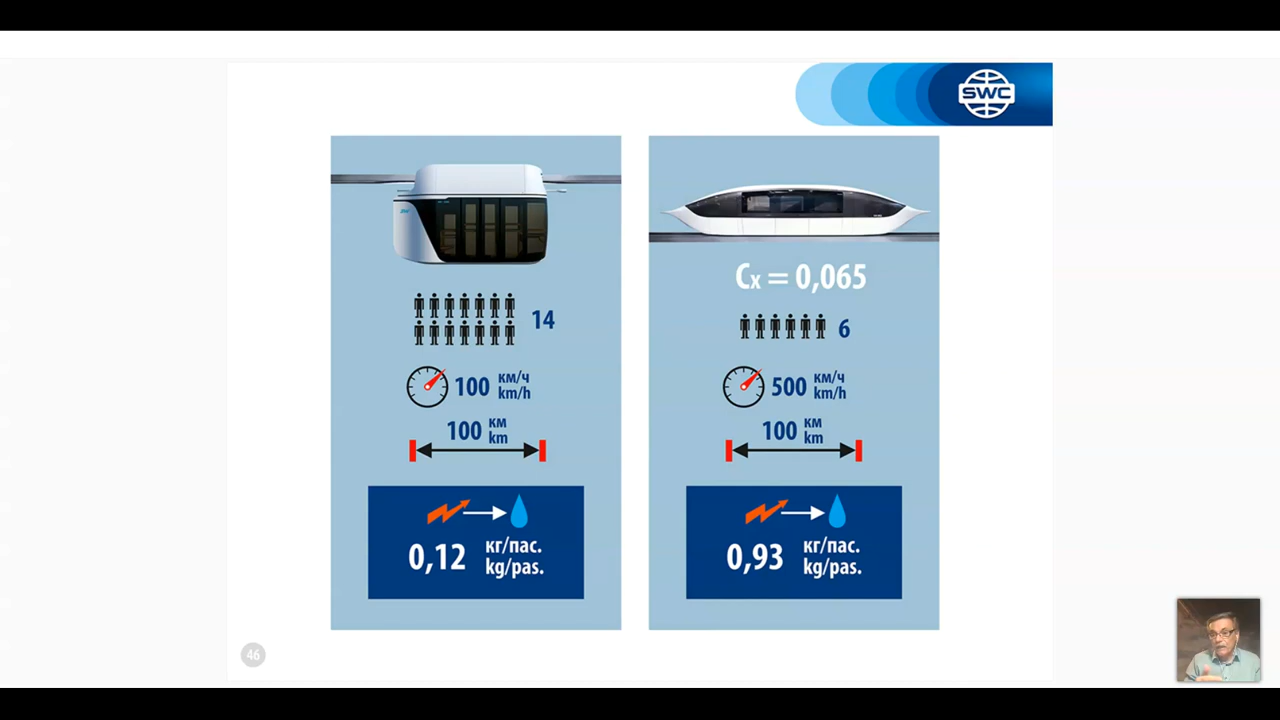 SWC
14
100 км/ч
km/h
100 км
km
0,12 кг/пас.
kg/pas.
Cx = 0,065
6
500 км/ч
km/h
100 км
km
0,93 кг/пас.
kg/pas.
46